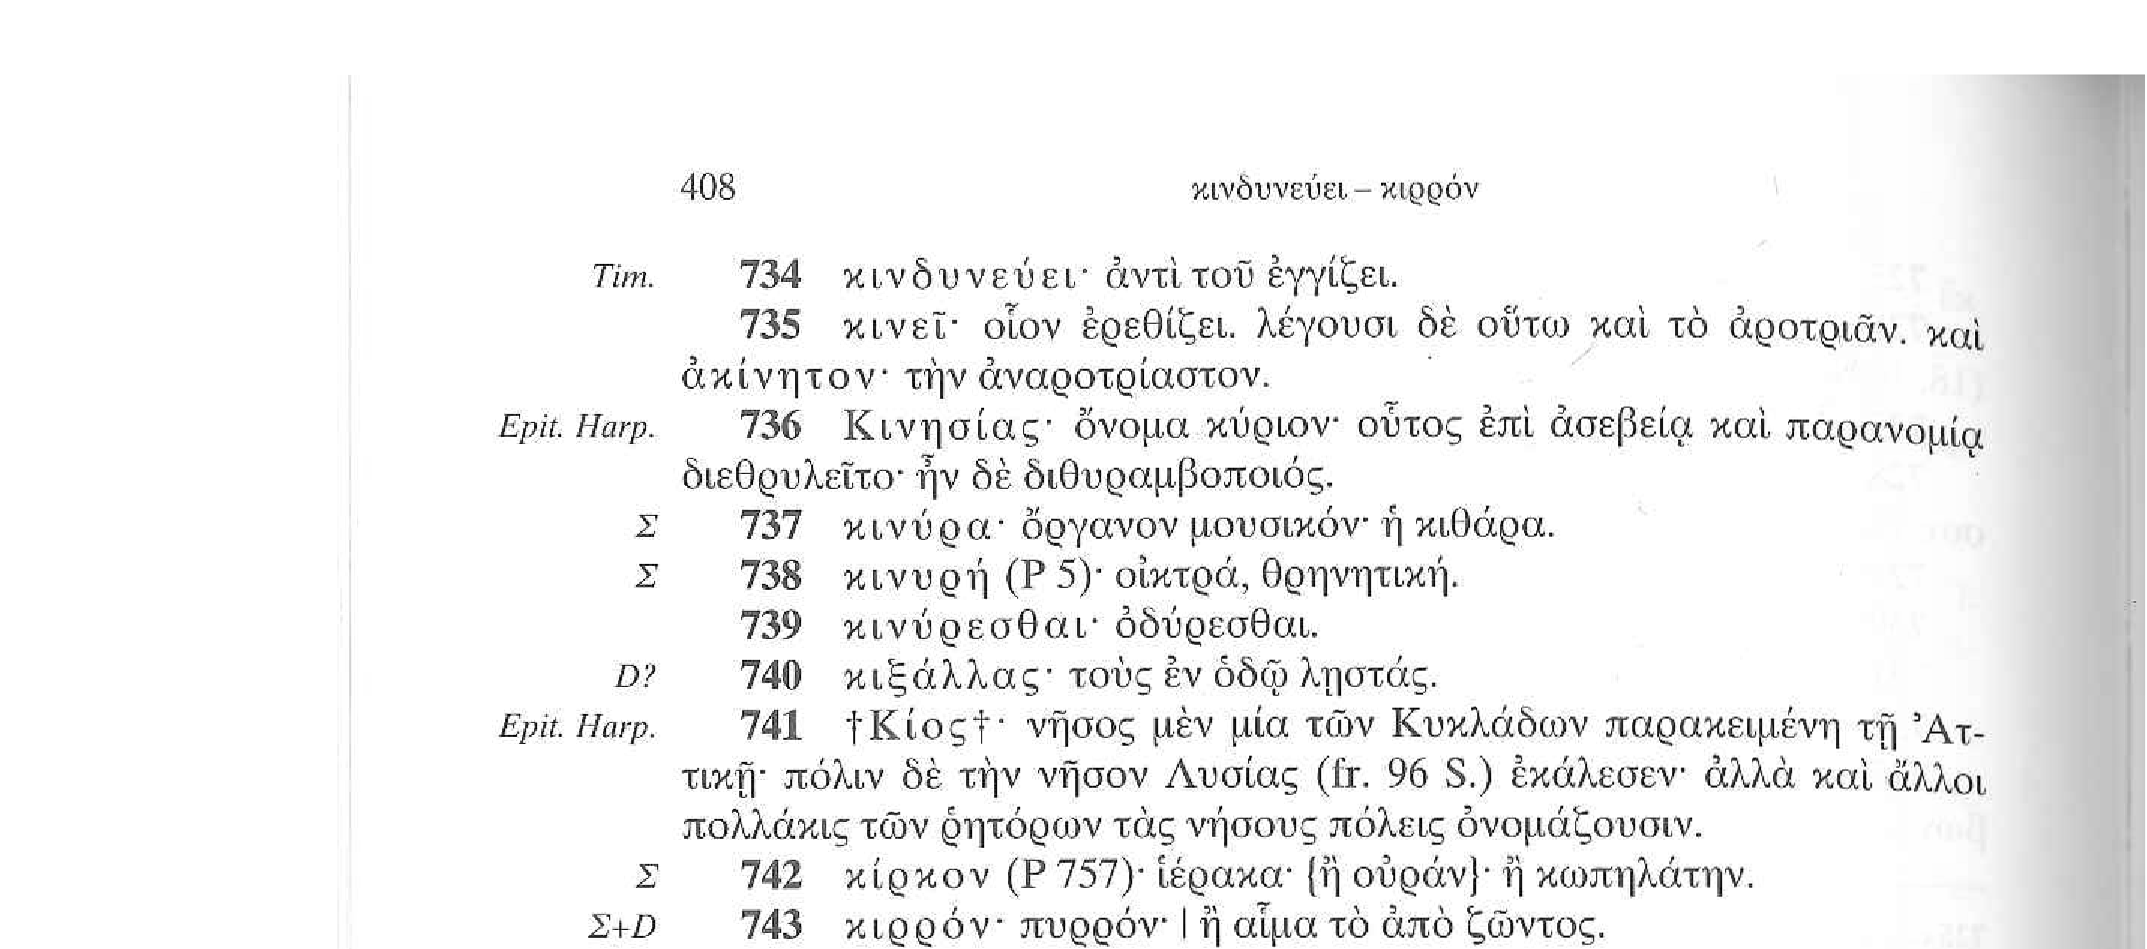 408 κινδυνεύει – κιρρόν
Tim. 734 κινδυνεύει· ἀντὶ τοῦ ἐγγίζει.
735 κινεῖ· οἷον ἐρεθίζει. λέγουσι δὲ οὕτω καὶ τὸ ἀροτριᾶν. καὶ
ἀκίνητον· τὴν ἀναροτρίαστον.
Epit. Harp. 736 Κινησίας· ὄνομα κύριον· οὗτος ἐπὶ ἀσεβείᾳ καὶ παρανομίᾳ
διεθρυλεῖτο· ἦν δὲ διθυραμβοποιός.
Σ 737 κινύρα· ὄργανον μουσικόν· ἡ κιθάρα.
Σ 738 κινυρή (Ρ 5)· οἰκτρά, θρηνητική.
739 κινύρεσθαι· ὀδύρεσθαι.
D? 740 κιξάλλας· τοὺς ἐν ὁδῷ λῃστάς.
Epit. Harp. 741 †Κίος†· νῆσος μὲν μία τῶν Κυκλάδων παρακειμένη τῇ Ἀτ-
τικῇ· πόλιν δὲ τὴν νῆσον Λυσίας (fr. 96 S.) ἐκάλεσεν· ἀλλὰ καὶ ἄλλοι
πολλάκις τῶν ῥητόρων τὰς νήσους πόλεις ὀνομάζουσιν.
Σ 742 κίρκον (Ρ 757)· ἱέρακα· {ἢ οὐράν}· ἢ κωπηλάτην.
Σ+D 743 κιρρόν· πυρρόν· | ἢ αἷμα τὸ ἀπὸ ζῶντος.